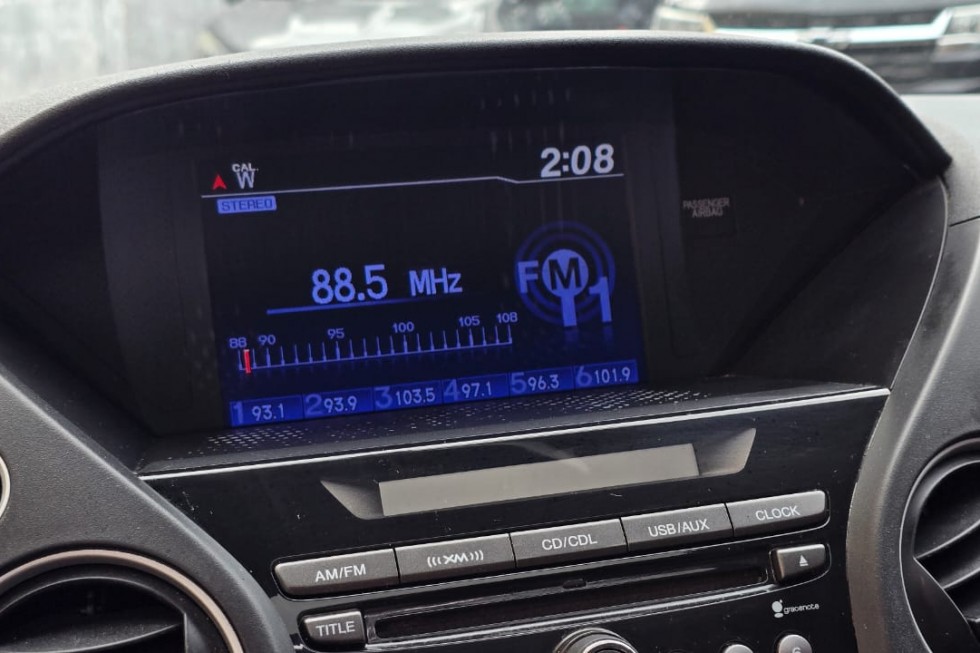 CAL.
W
2:08
STEREO
PASSENGER
AIRBAG
88.5 MHz
FM1
88 90 95 100 105 108
1 93.1 2 93.9 3 103.5 4 97.1 5 96.3 6 101.9
AM/FM (((XM))) CD/CDL USB/AUX CLOCK
TITLE
gracenote
6